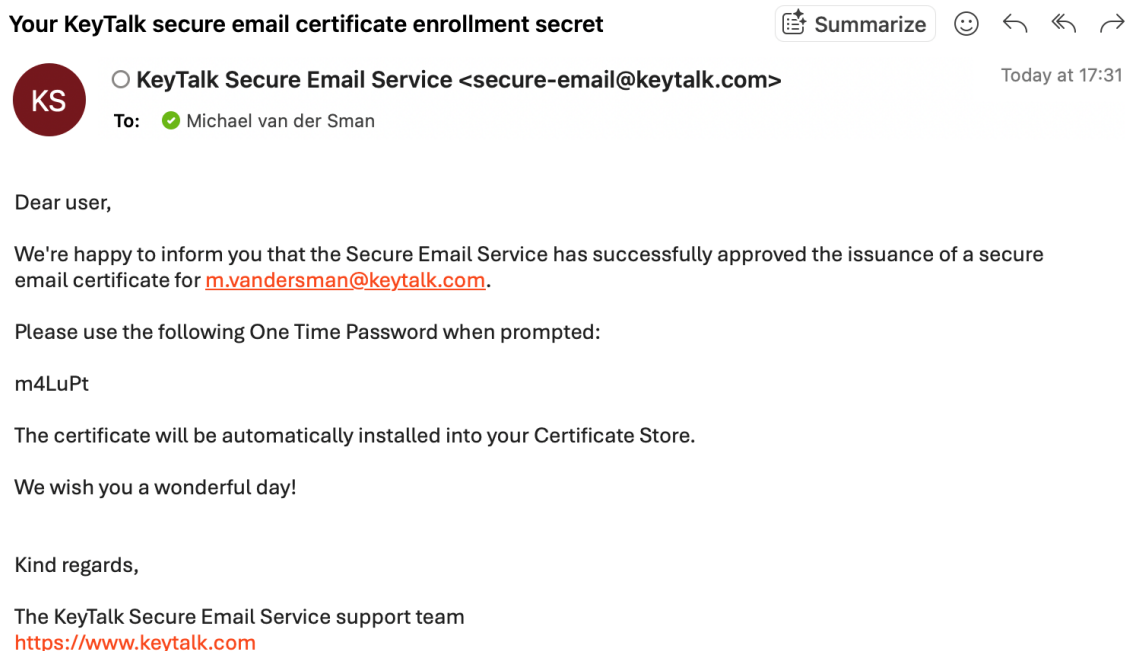 Your KeyTalk secure email certificate enrollment secret
Summarize
KS
KeyTalk Secure Email Service <secure-email@keytalk.com>
Today at 17:31
To: Michael van der Sman
Dear user,
We're happy to inform you that the Secure Email Service has successfully approved the issuance of a secure
email certificate for m.vandersman@keytalk.com.
Please use the following One Time Password when prompted:
m4LuPt
The certificate will be automatically installed into your Certificate Store.
We wish you a wonderful day!
Kind regards,
The KeyTalk Secure Email Service support team
https://www.keytalk.com